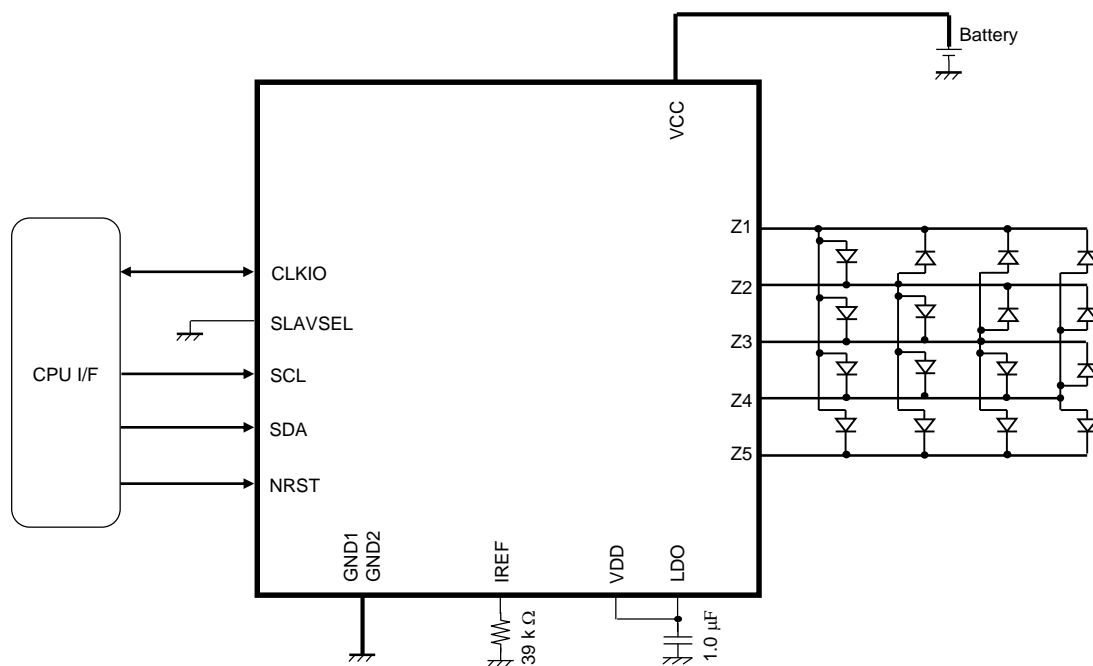 Battery
VCC
Z1
CLKIO
Z2
SLAVSEL
Z3
CPU I/F
SCL
Z4
SDA
Z5
NRST
GND1
GND2
IREF
VDD
LDO
39 k Ω
1.0 µF